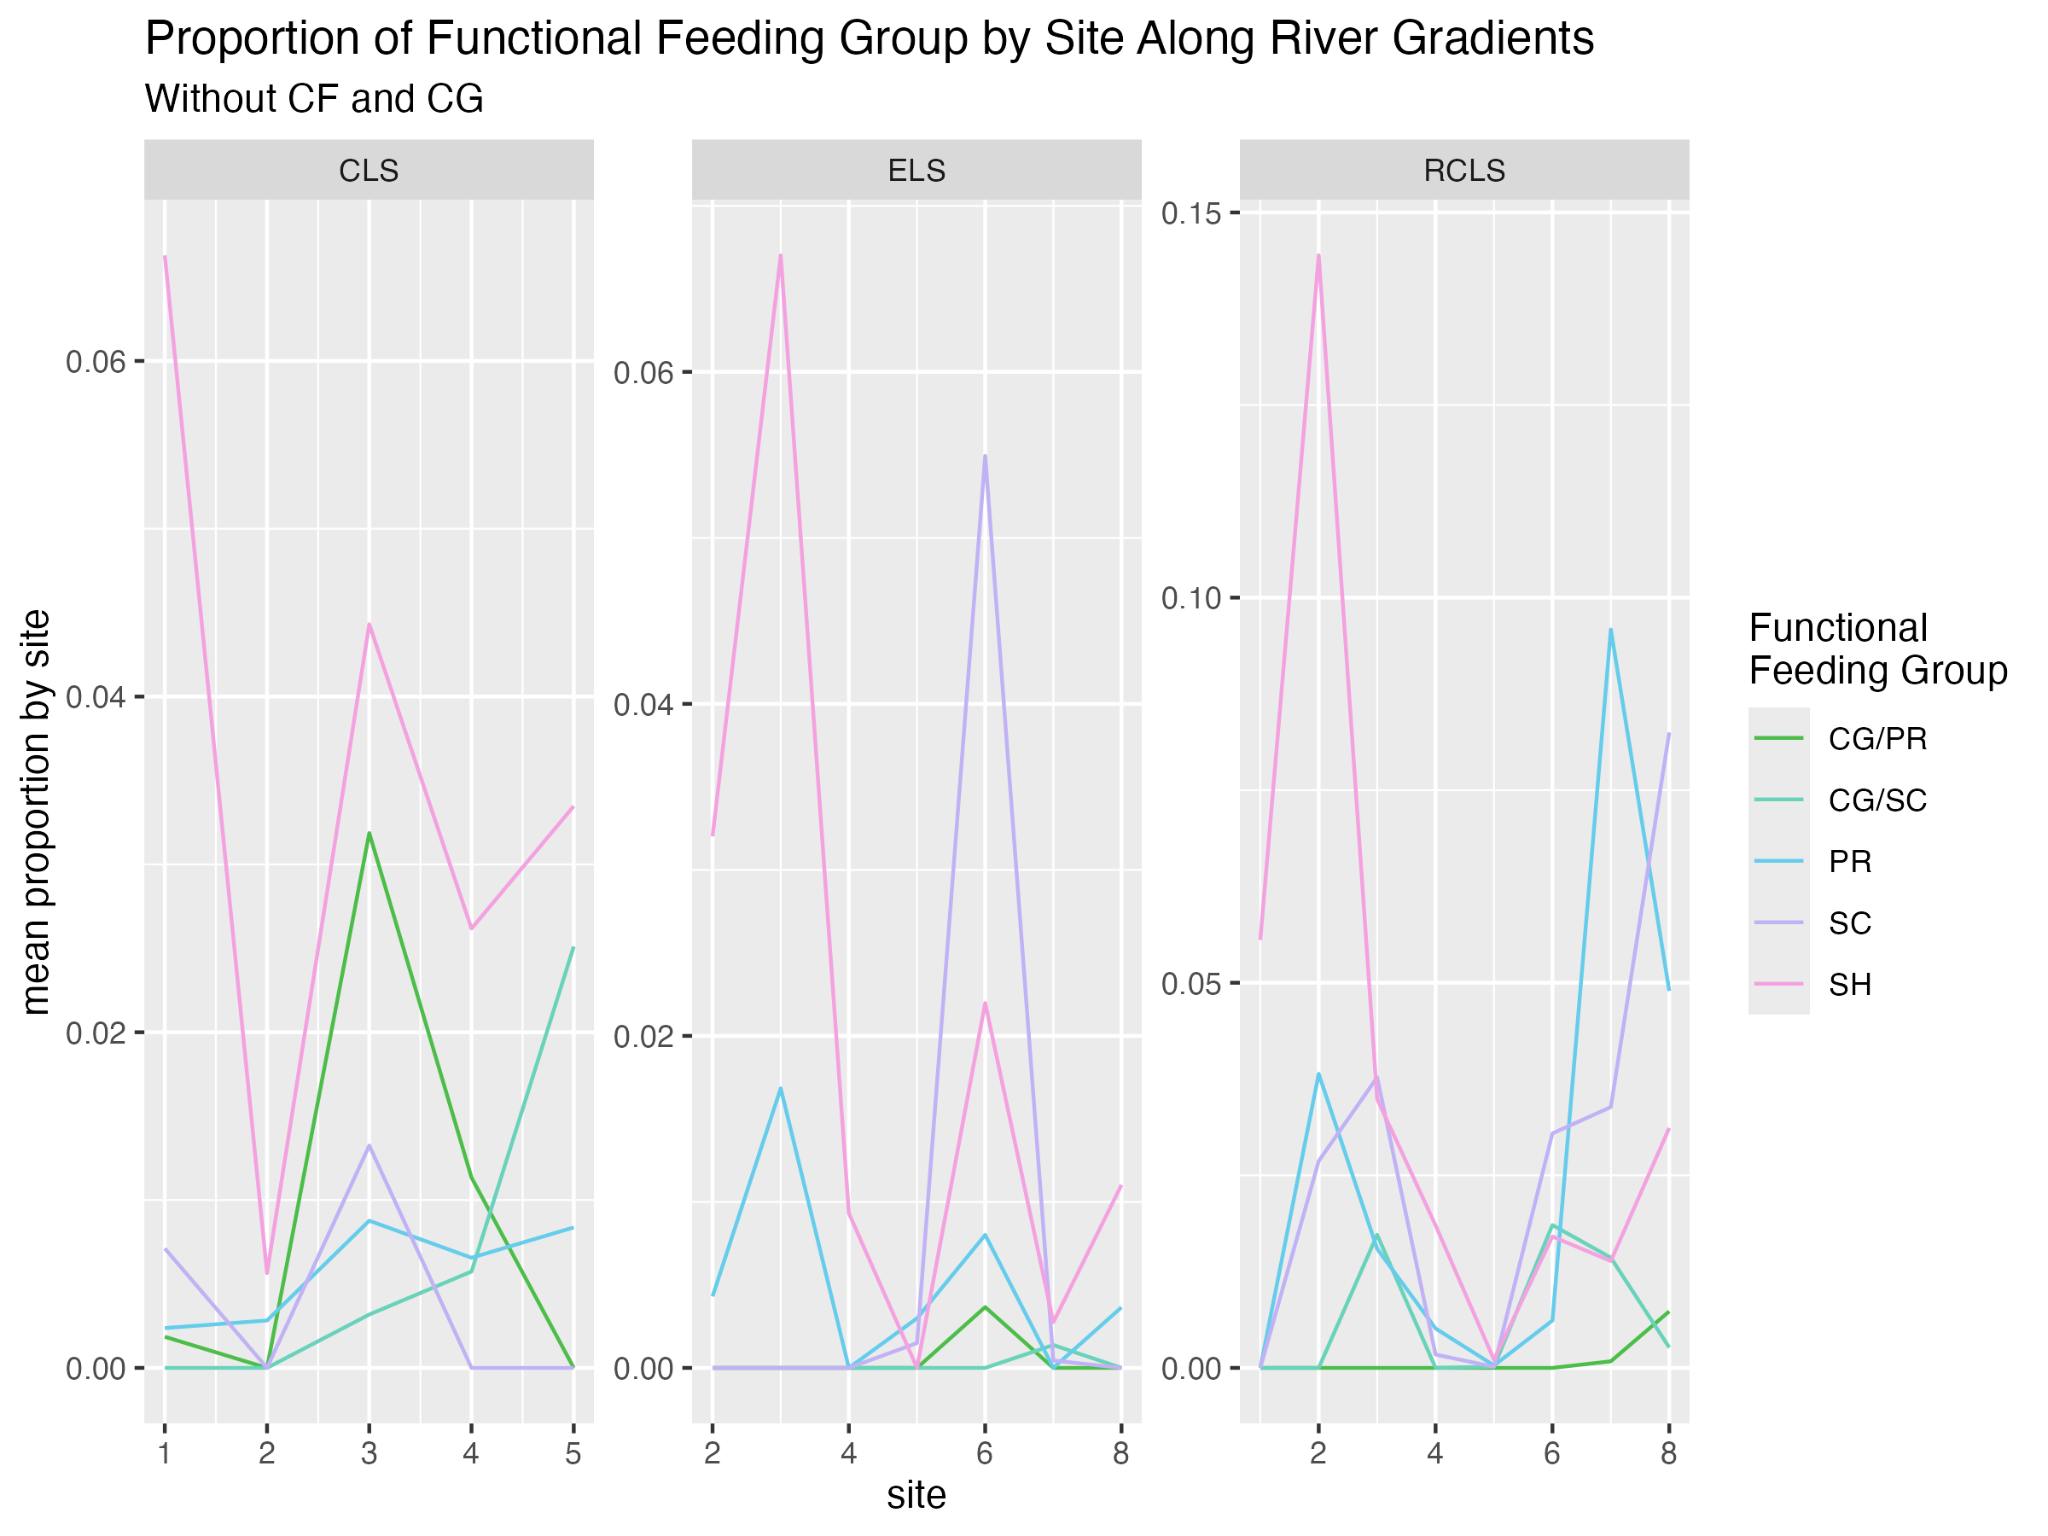 Proportion of Functional Feeding Group by Site Along River Gradients
Without CF and CG
CLS
ELS
RCLS
mean proportion by site
0.06
0.04
0.02
0.00
0.06
0.04
0.02
0.00
0.15
0.10
0.05
0.00
1 2 3 4 5
2 4 6 8
2 4 6 8
site
Functional
Feeding Group
CG/PR
CG/SC
PR
SC
SH